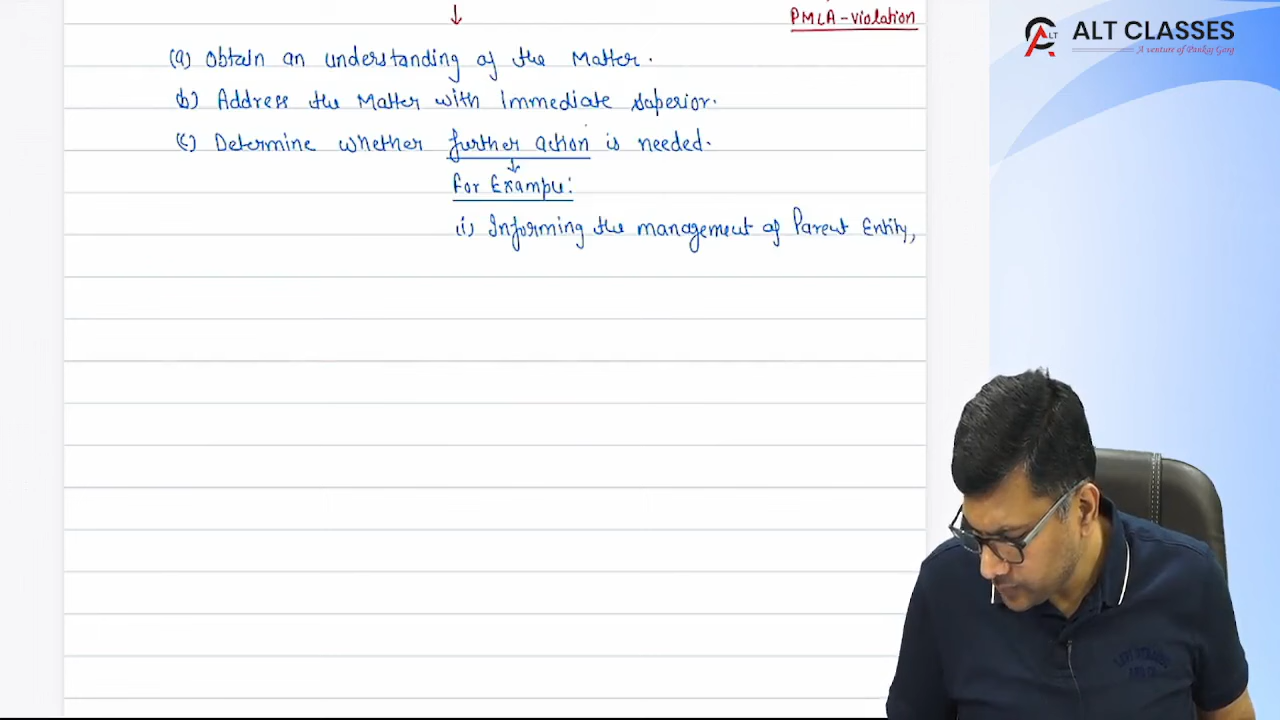 PMLA-violation
ALT CLASSES
A venture of Pankaj Garg
(a) Obtain an understanding of the Matter.
(b) Address the Matter with Immediate superior.
(c) Determine whether further action is needed.
For Example:
(i) Informing the management of Parent Entity,